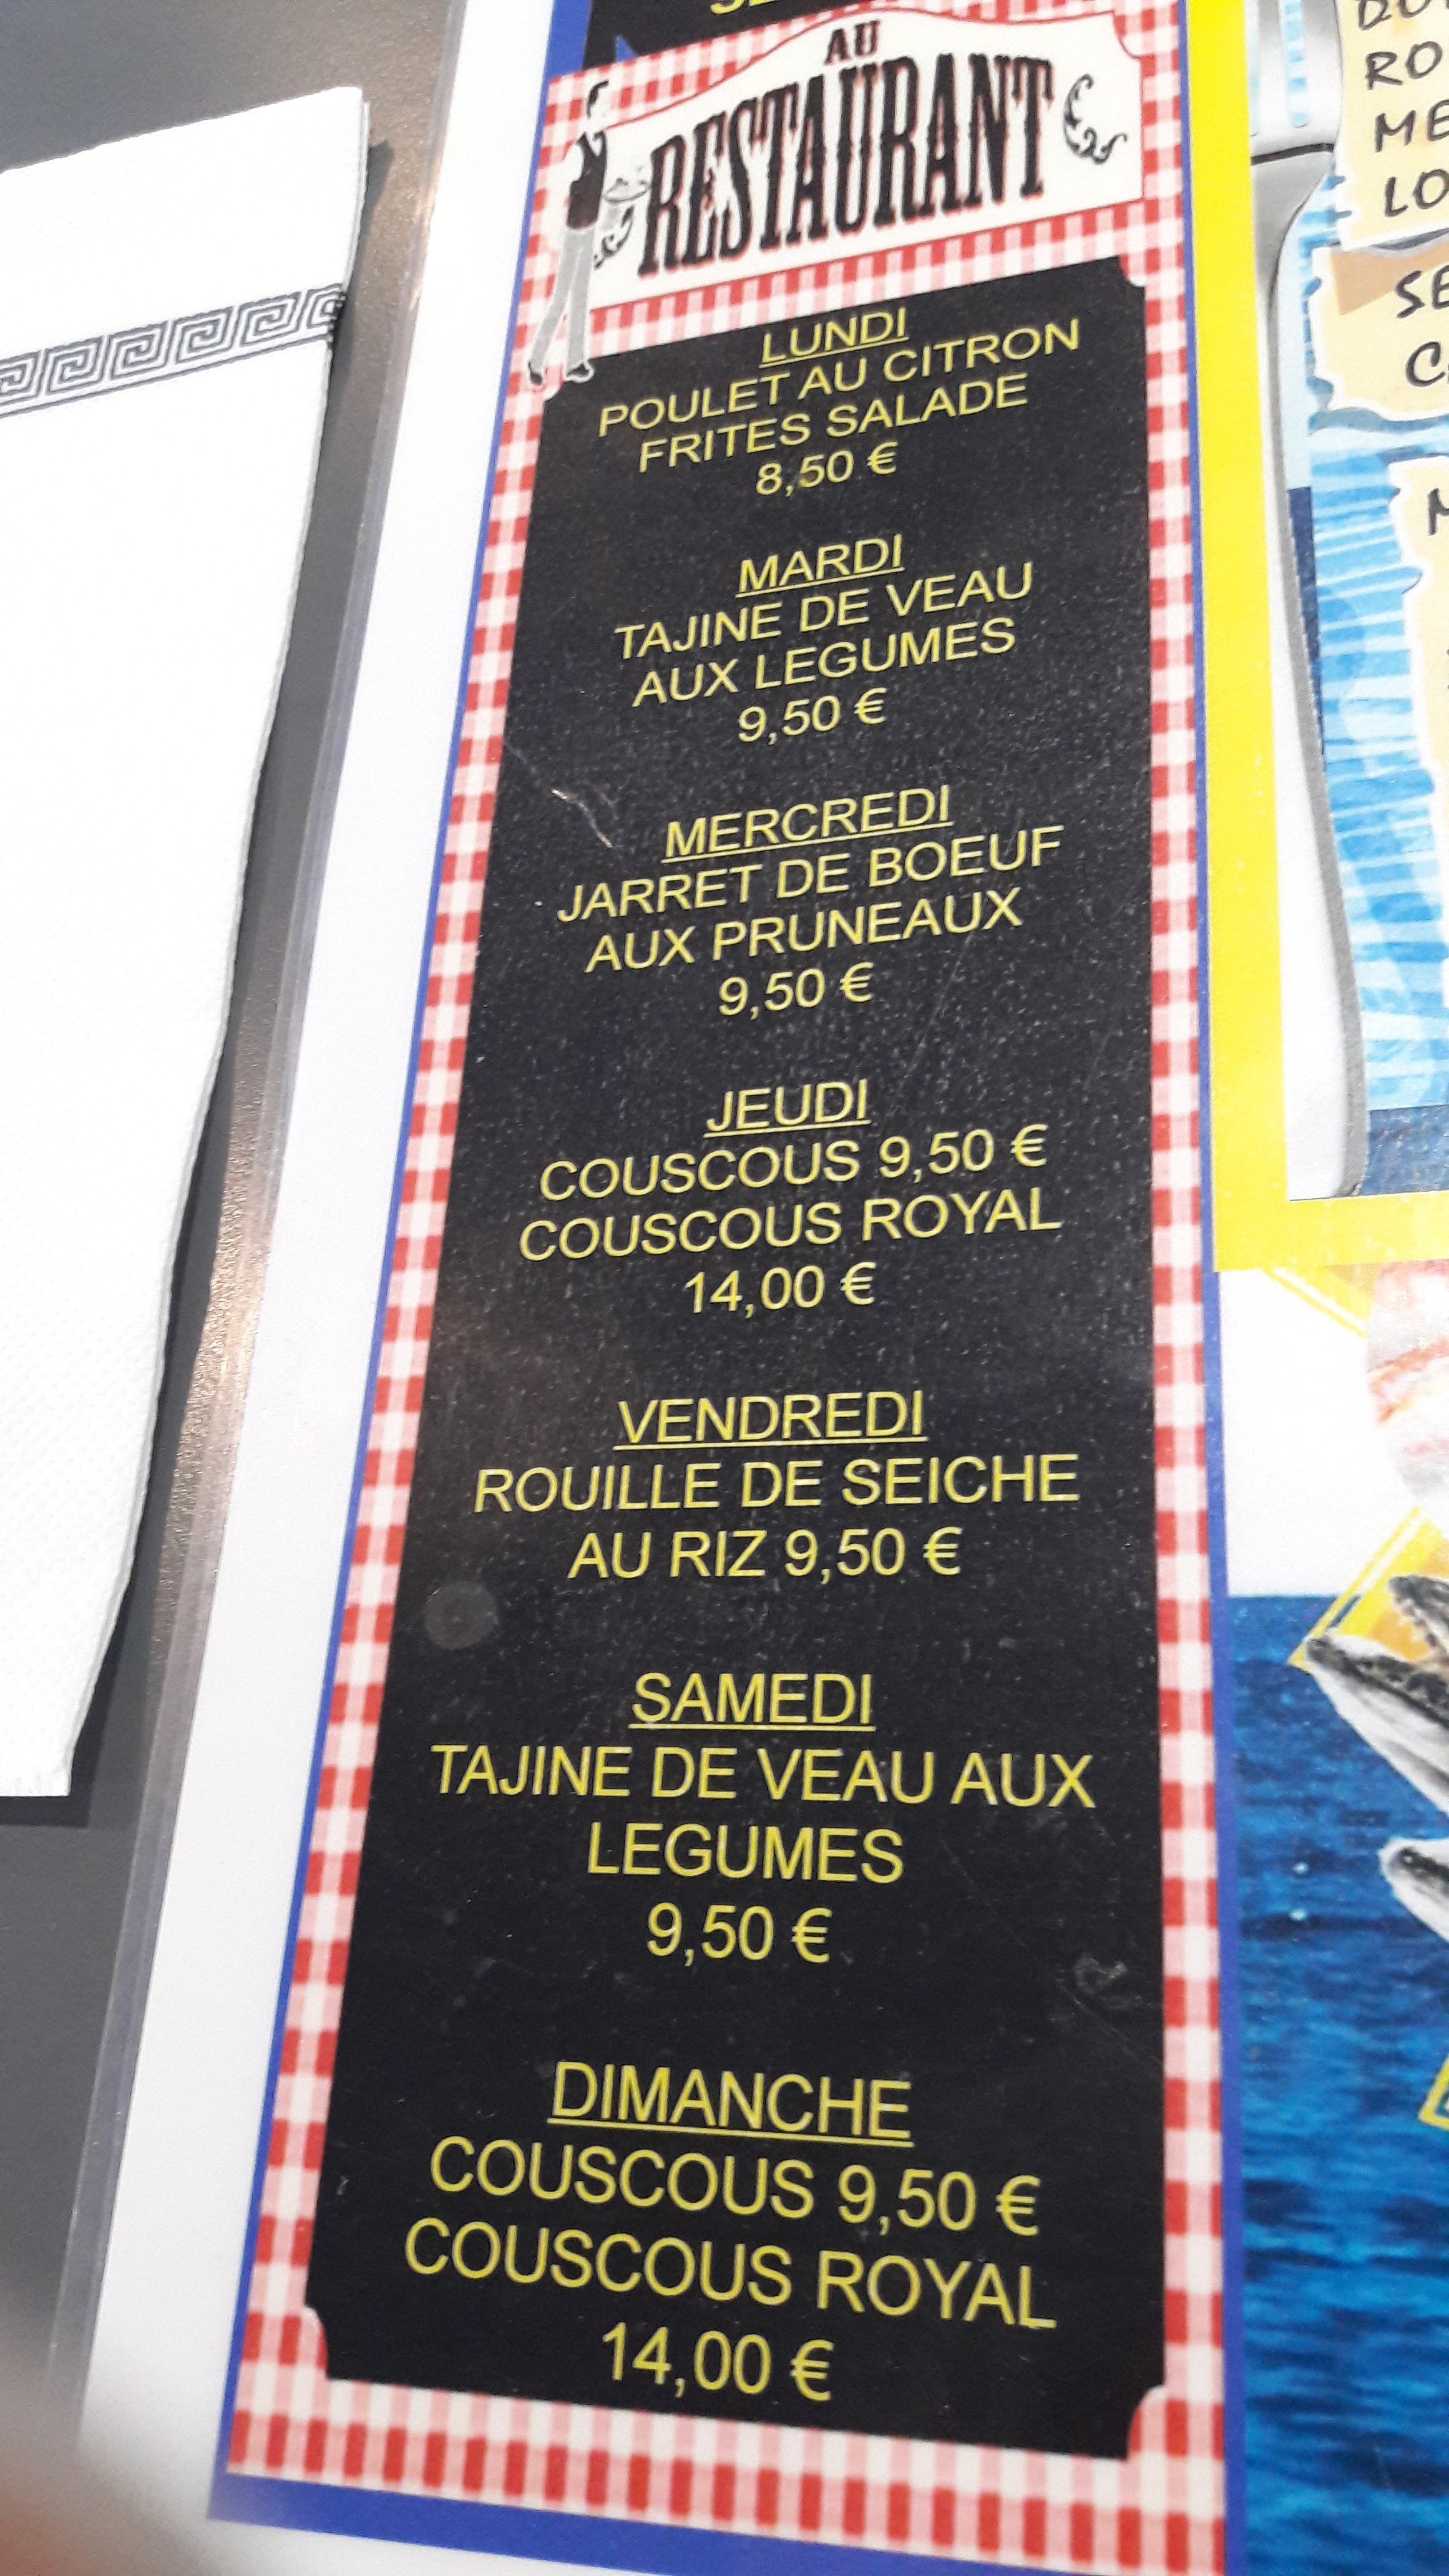 AU
RESTAURANT
LUNDI
POULET AU CITRON
FRITES SALADE
8,50 €
MARDI
TAJINE DE VEAU
AUX LEGUMES
9,50 €
MERCREDI
JARRET DE BOEUF
AUX PRUNEAUX
9,50 €
JEUDI
COUSCOUS 9,50 €
COUSCOUS ROYAL
14,00 €
VENDREDI
ROUILLE DE SEICHE
AU RIZ 9,50 €
SAMEDI
TAJINE DE VEAU AUX
LEGUMES
9,50 €
DIMANCHE
COUSCOUS 9,50 €
COUSCOUS ROYAL
14,00 €